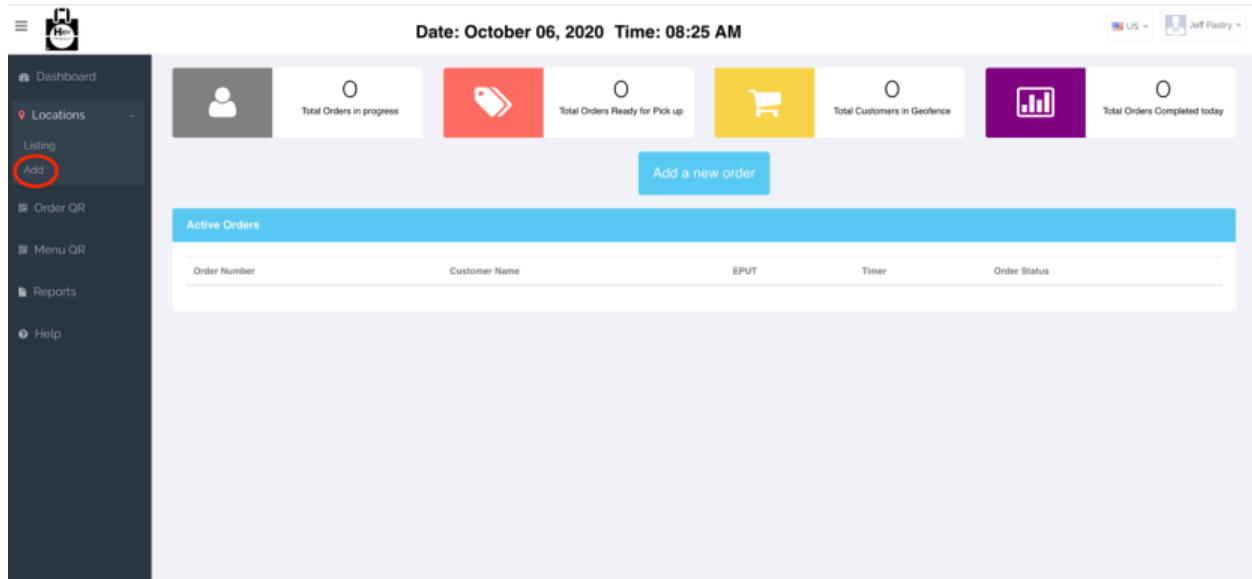 Date: October 06, 2020 Time: 08:25 AM
US
Jeff Pastry
Dashboard
Locations
Listing
Add
Order QR
Menu QR
Reports
Help
0
Total Orders in progress
0
Total Orders Ready for Pick up
0
Total Customers in Geofence
0
Total Orders Completed today
Add a new order
Active Orders
Order Number Customer Name EPUT Timer Order Status